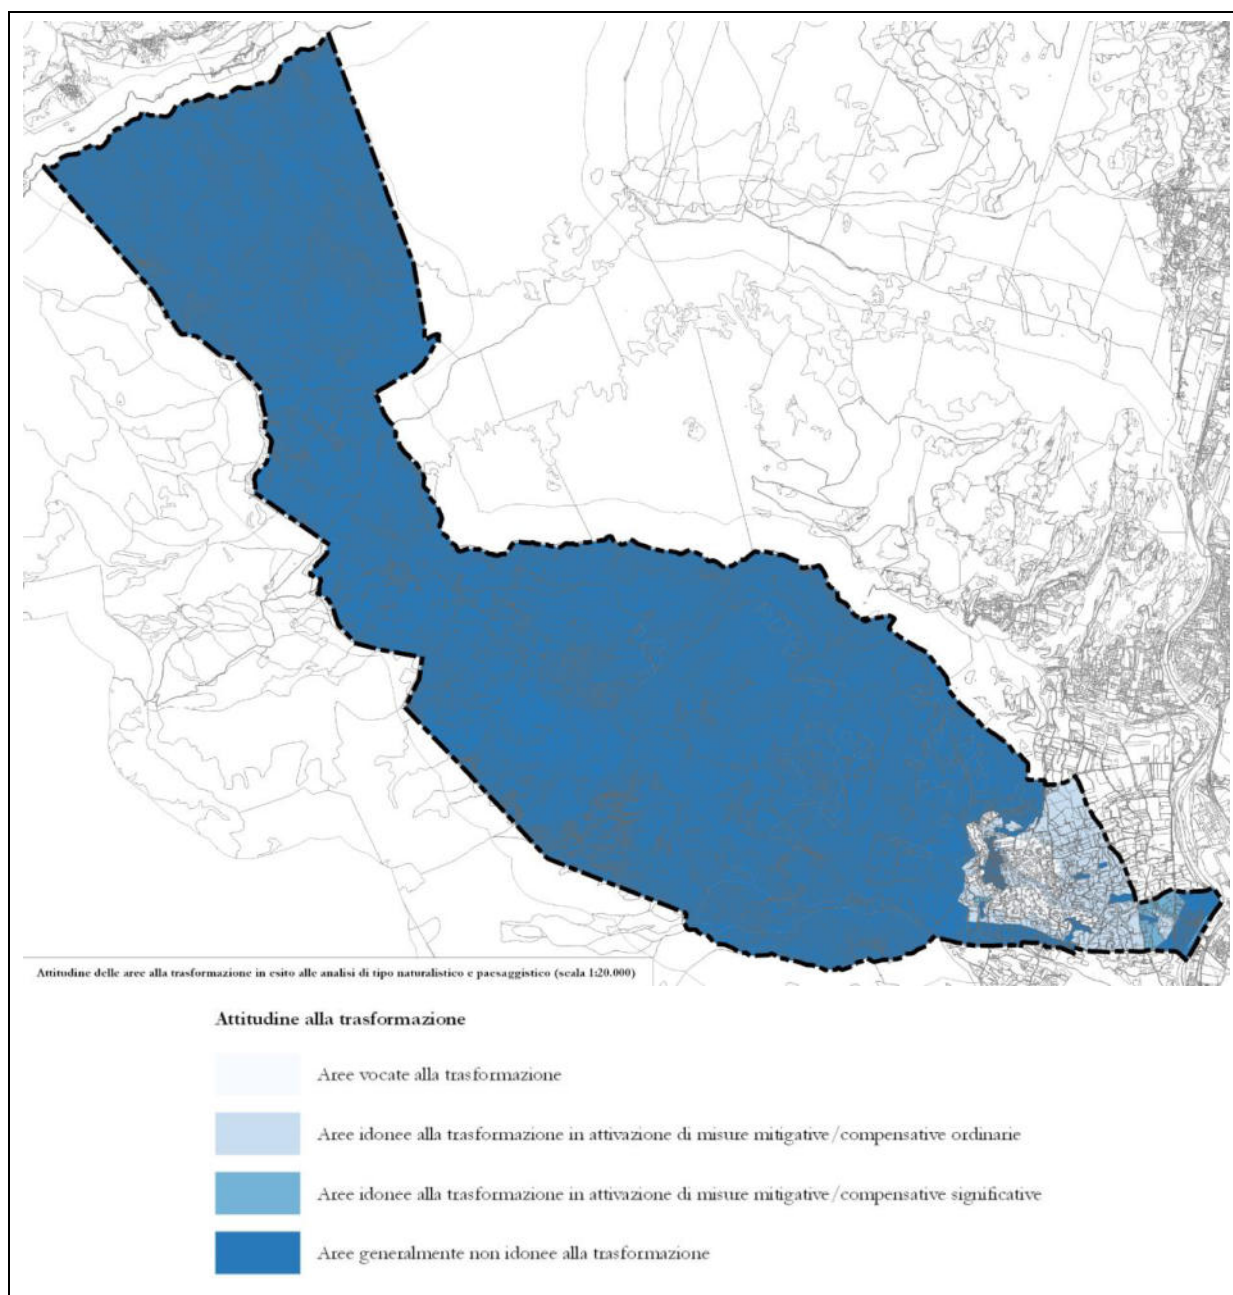 Attitudine delle aree alla trasformazione in esito alle analisi di tipo naturalistico e paesaggistico (scala 1:20.000)
Attitudine alla trasformazione
Aree vocate alla trasformazione
Aree idonee alla trasformazione in attivazione di misure mitigative/compensative ordinarie
Aree idonee alla trasformazione in attivazione di misure mitigative/compensative significative
Aree generalmente non idonee alla trasformazione